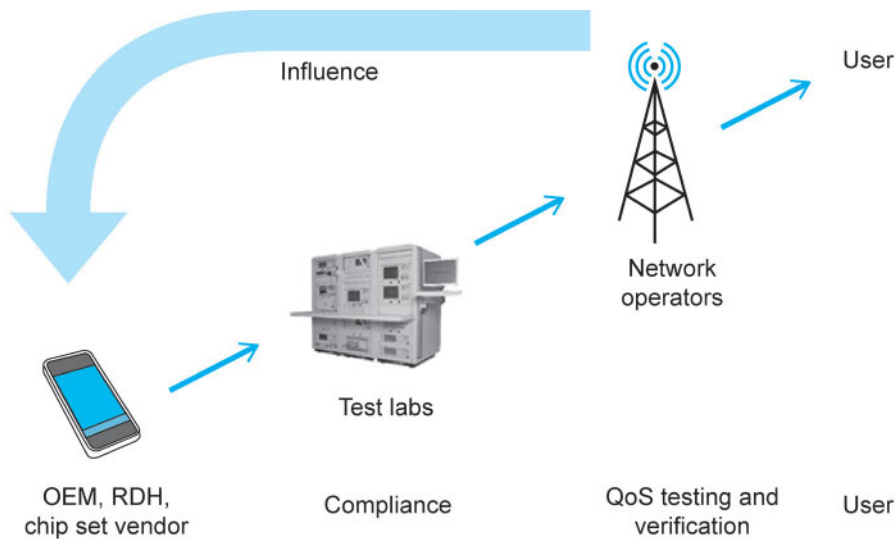 Influence
User
Network
operators
Test labs
OEM, RDH,
chip set vendor
Compliance
QoS testing and
verification
User